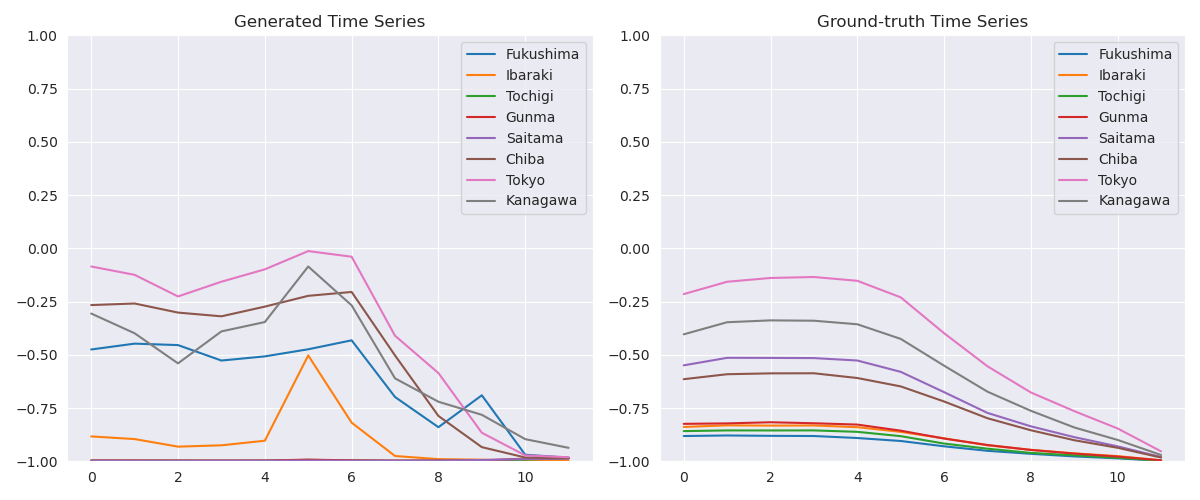 Generated Time Series
1.00
0.75
0.50
0.25
0.00
−0.25
−0.50
−0.75
−1.00
0 2 4 6 8 10
Fukushima
Ibaraki
Tochigi
Gunma
Saitama
Chiba
Tokyo
Kanagawa
Ground-truth Time Series
1.00
0.75
0.50
0.25
0.00
−0.25
−0.50
−0.75
−1.00
0 2 4 6 8 10
Fukushima
Ibaraki
Tochigi
Gunma
Saitama
Chiba
Tokyo
Kanagawa